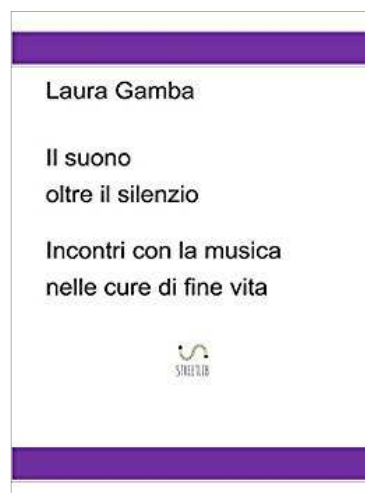 Laura Gamba
Il suono
oltre il silenzio
Incontri con la musica
nelle cure di fine vita
STREETLIB